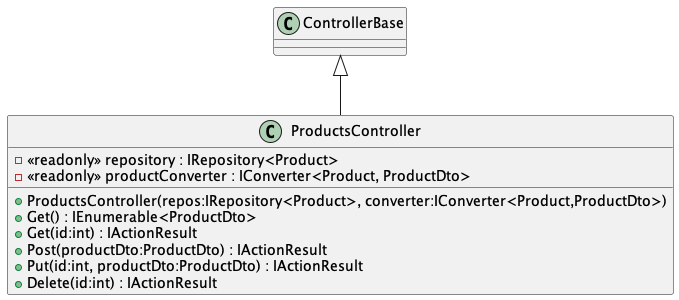 C ControllerBase
C ProductsController
«readonly» repository : IRepository<Product>
«readonly» productConverter : IConverter<Product, ProductDto>
ProductsController(repos:IRepository<Product>, converter:IConverter<Product,ProductDto>)
Get() : IEnumerable<ProductDto>
Get(id:int) : IActionResult
Post(productDto:ProductDto) : IActionResult
Put(id:int, productDto:ProductDto) : IActionResult
Delete(id:int) : IActionResult